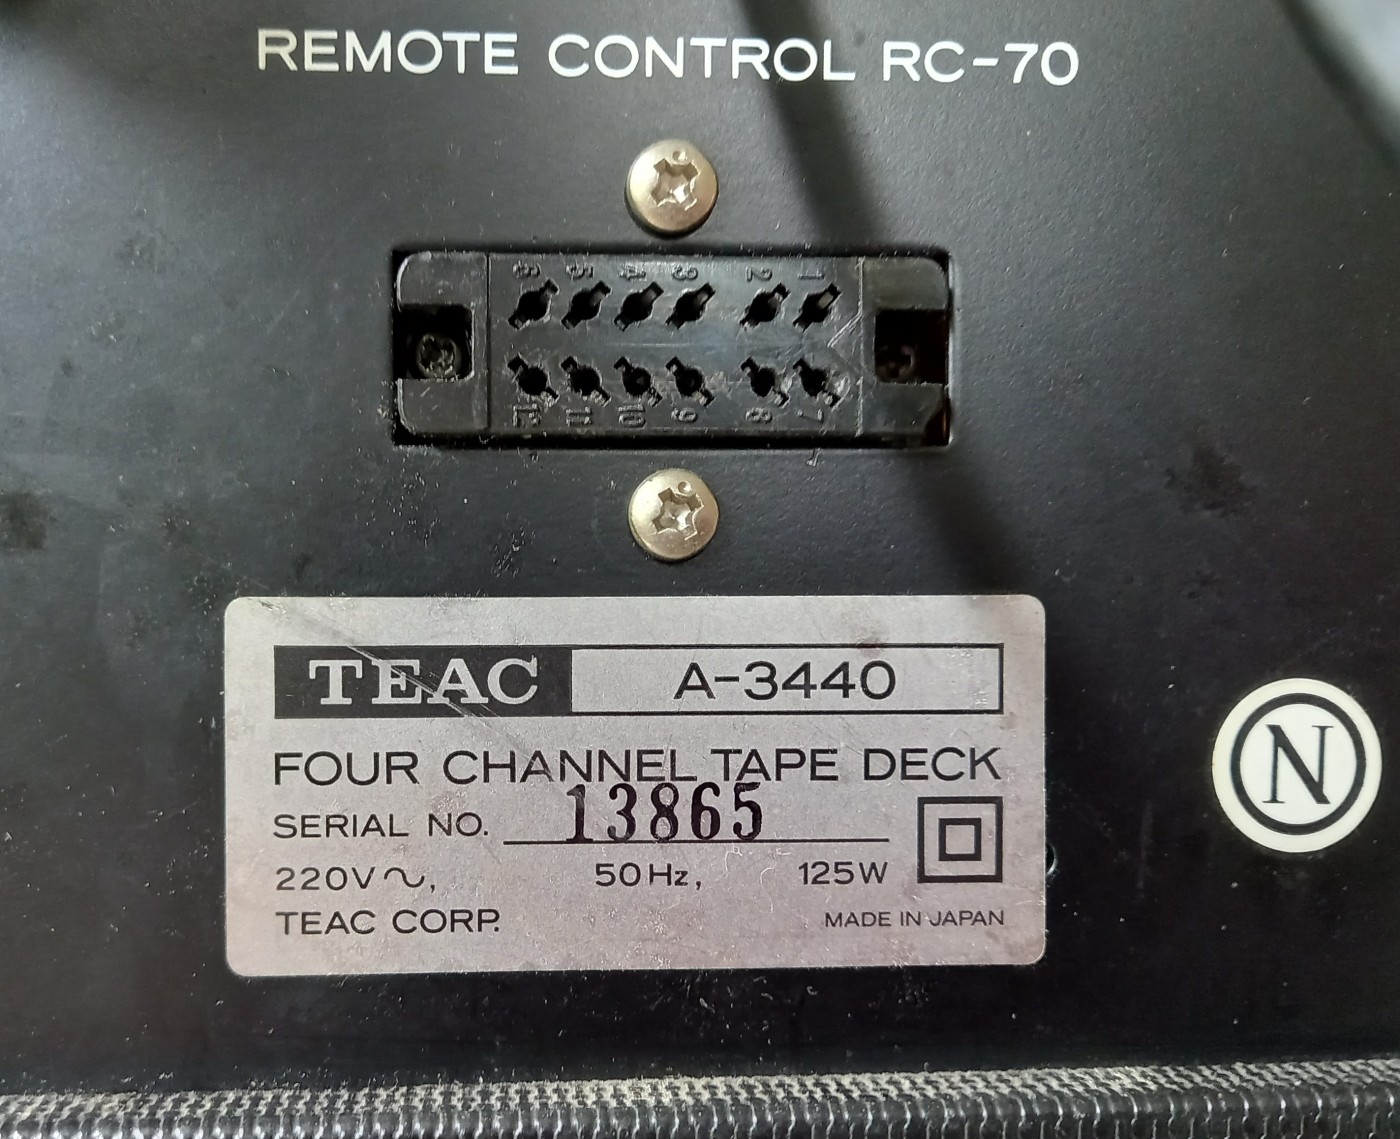 REMOTE CONTROL RC-70
6 5 4 3 2 1
12 11 10 9 8 7
TEAC A-3440
FOUR CHANNEL TAPE DECK
SERIAL NO. 13865
220V~, 50Hz, 125W
TEAC CORP. MADE IN JAPAN
N